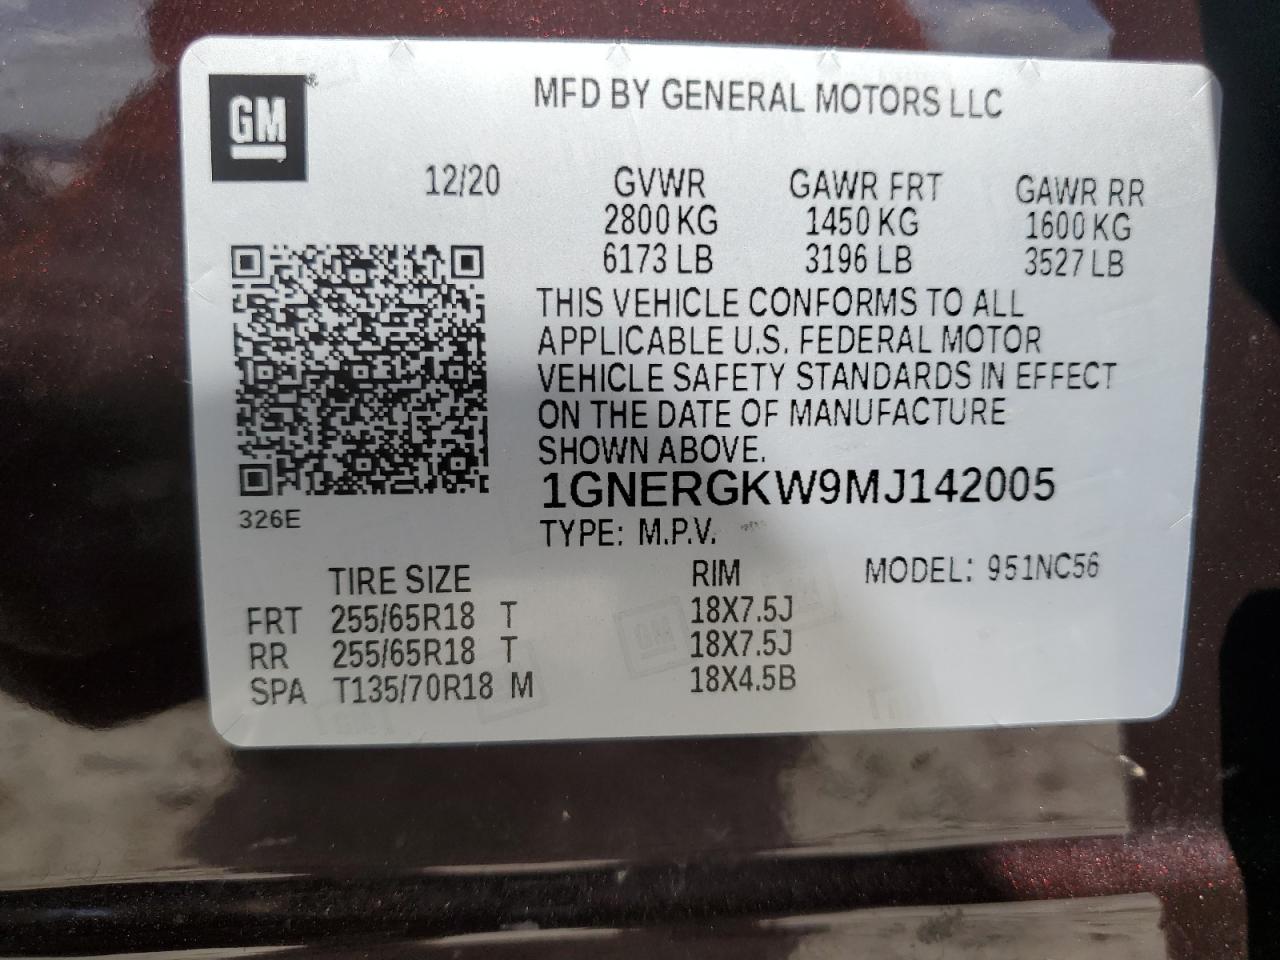 GM
MFD BY GENERAL MOTORS LLC
12/20 GVWR GAWR FRT GAWR RR
2800 KG 1450 KG 1600 KG
6173 LB 3196 LB 3527 LB
THIS VEHICLE CONFORMS TO ALL
APPLICABLE U.S. FEDERAL MOTOR
VEHICLE SAFETY STANDARDS IN EFFECT
ON THE DATE OF MANUFACTURE
SHOWN ABOVE.
1GNERGKW9MJ142005
326E
TYPE: M.P.V.
TIRE SIZE RIM MODEL: 951NC56
FRT 255/65R18 T 18X7.5J
RR 255/65R18 T 18X7.5J
SPA T135/70R18 M 18X4.5B